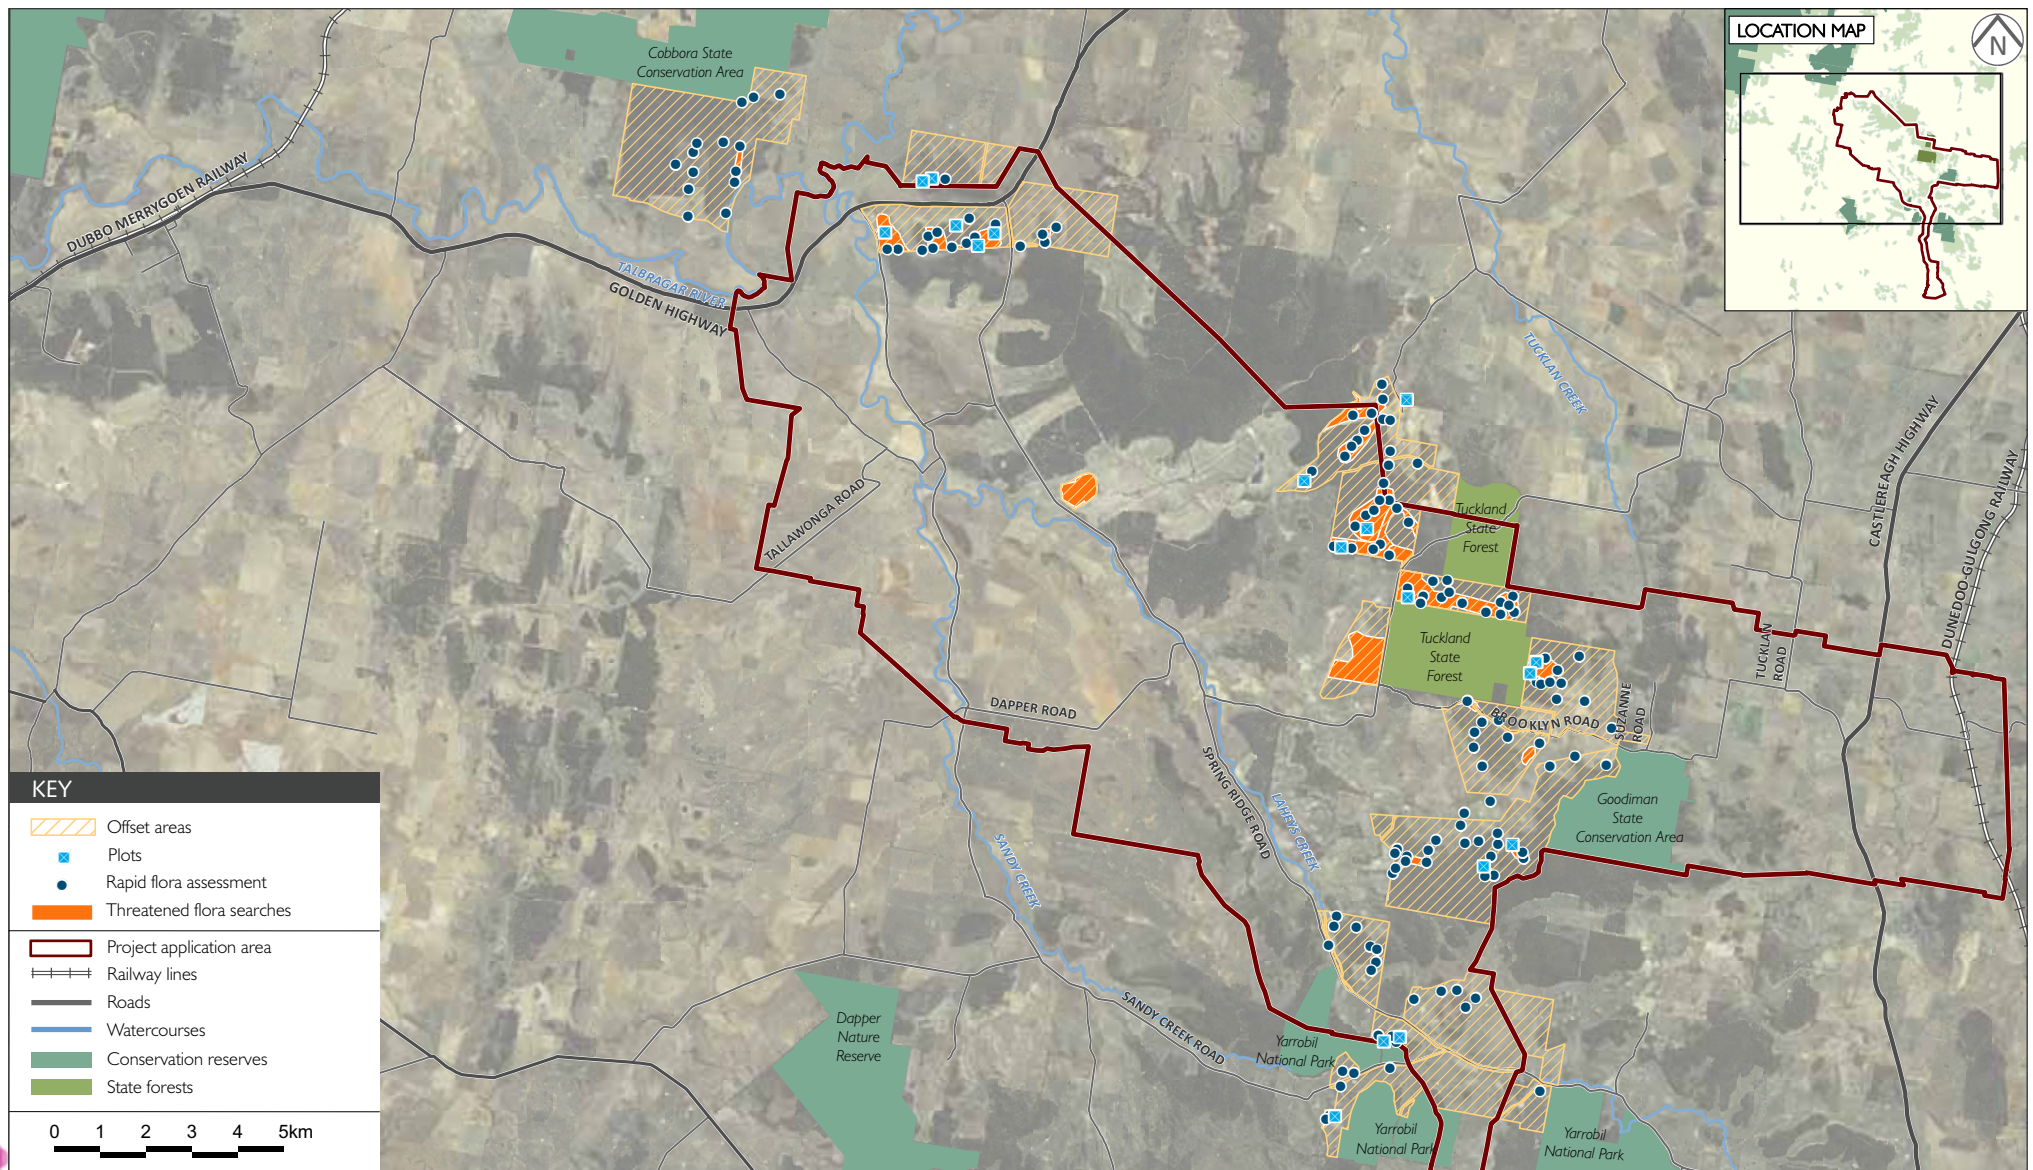 LOCATION MAP
N
Cobbora State
Conservation Area
DUBBO MERRYGOEN RAILWAY
TALBRAGAR RIVER
GOLDEN HIGHWAY
TUCKLAN CREEK
CASTLEREAGH HIGHWAY
DUNEDOO-GULGONG RAILWAY
TALLAWONGA ROAD
Tuckland
State
Forest
Tuckland
State
Forest
TUCKLAN
ROAD
DAPPER ROAD
BROOKLYN ROAD
SUZANNE
ROAD
SPRING RIDGE ROAD
LAHEYS CREEK
Goodiman
State
Conservation Area
SANDY CREEK
SANDY CREEK ROAD
Dapper
Nature
Reserve
Yarrobil
National Park
Yarrobil
National Park
Yarrobil
National Park
KEY
Offset areas
Plots
Rapid flora assessment
Threatened flora searches
Project application area
Railway lines
Roads
Watercourses
Conservation reserves
State forests
0 1 2 3 4 5km